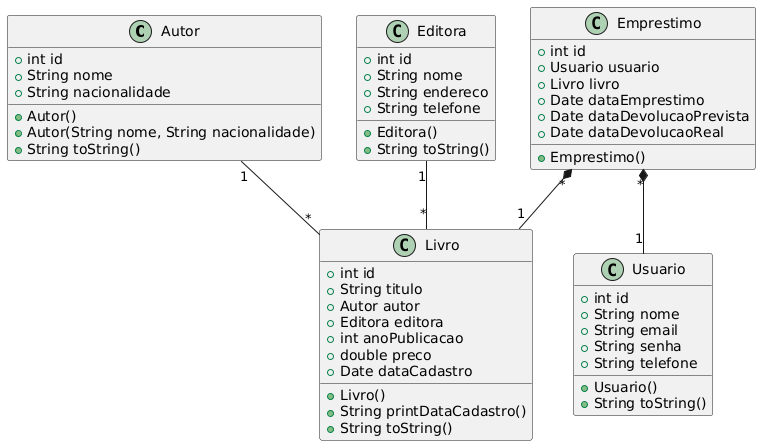 C Autor
int id
String nome
String nacionalidade
Autor()
Autor(String nome, String nacionalidade)
String toString()
C Editora
int id
String nome
String endereco
String telefone
Editora()
String toString()
C Emprestimo
int id
Usuario usuario
Livro livro
Date dataEmprestimo
Date dataDevolucaoPrevista
Date dataDevolucaoReal
Emprestimo()
1
*
1
*
*
1
*
1
C Livro
int id
String titulo
Autor autor
Editora editora
int anoPublicacao
double preco
Date dataCadastro
Livro()
String printDataCadastro()
String toString()
C Usuario
int id
String nome
String email
String senha
String telefone
Usuario()
String toString()